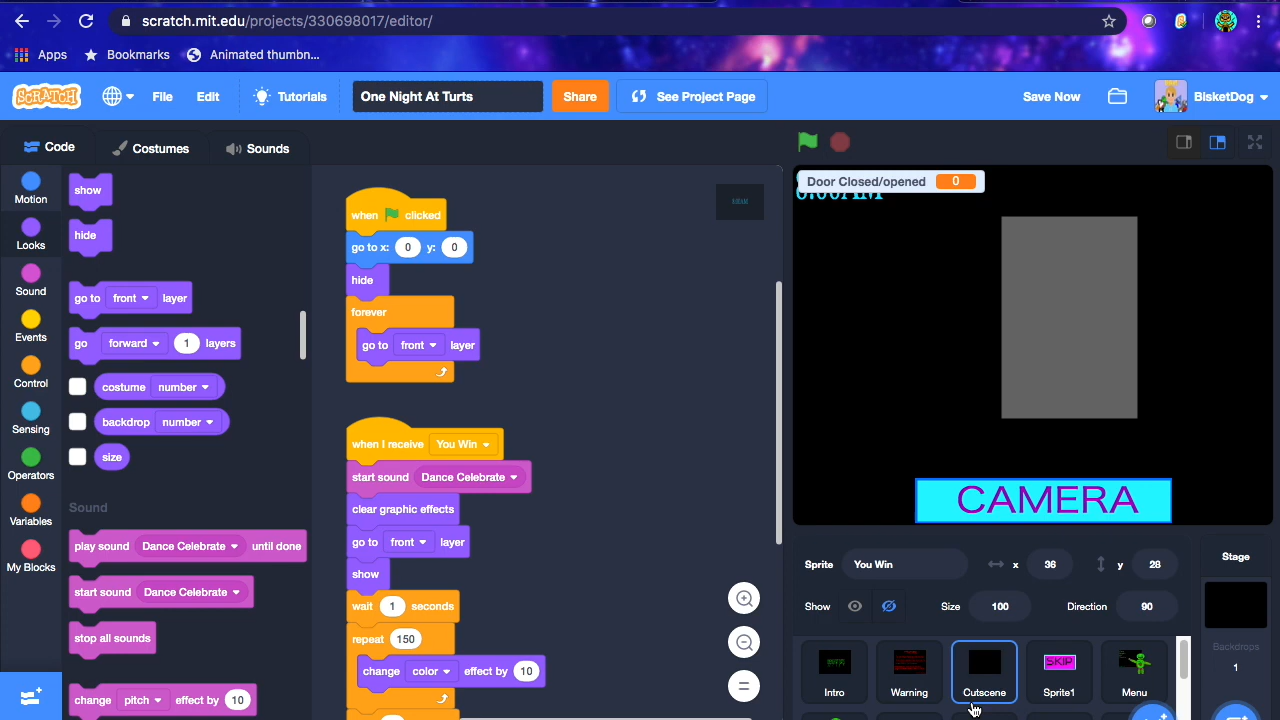 scratch.mit.edu/projects/330698017/editor/
Apps Bookmarks Animated thumbn...
SCRATCH File Edit Tutorials One Night At Turts Share See Project Page Save Now BisketDog
Code Costumes Sounds
Motion
Looks
Sound
Events
Control
Sensing
Operators
Variables
My Blocks
show
hide
go to front layer
go forward 1 layers
costume number
backdrop number
size
Sound
play sound Dance Celebrate until done
start sound Dance Celebrate
stop all sounds
change pitch effect by 10
when clicked
go to x: 0 y: 0
hide
forever
go to front layer
when I receive You Win
start sound Dance Celebrate
clear graphic effects
go to front layer
show
wait 1 seconds
repeat 150
change color effect by 10
Door Closed/opened 0
CAMERA
Sprite You Win x 36 y 28
Show Size 100 Direction 90
Stage
Backdrops
1
SKIP
Intro Warning Cutscene Sprite1 Menu